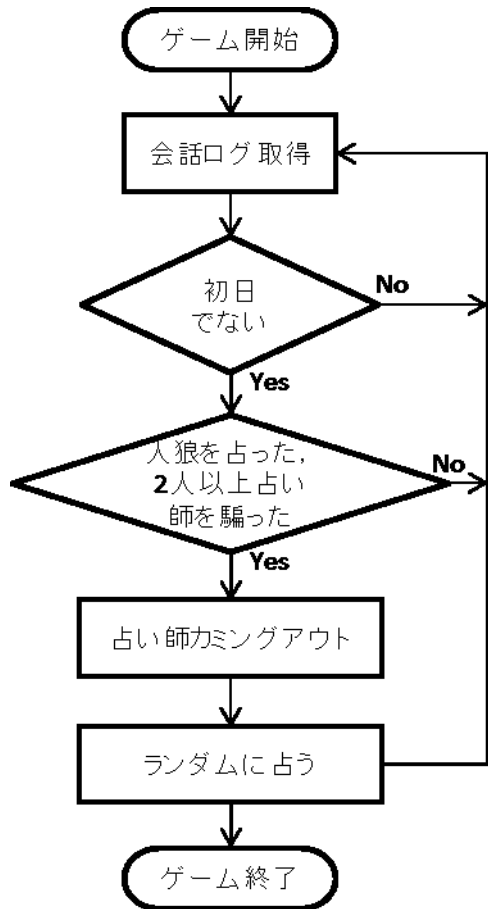 ゲーム開始
会話ログ取得
初日
でない
No
Yes
人狼を占った,
2人以上占い
師を騙った
No
Yes
占い師カミングアウト
ランダムに占う
ゲーム終了